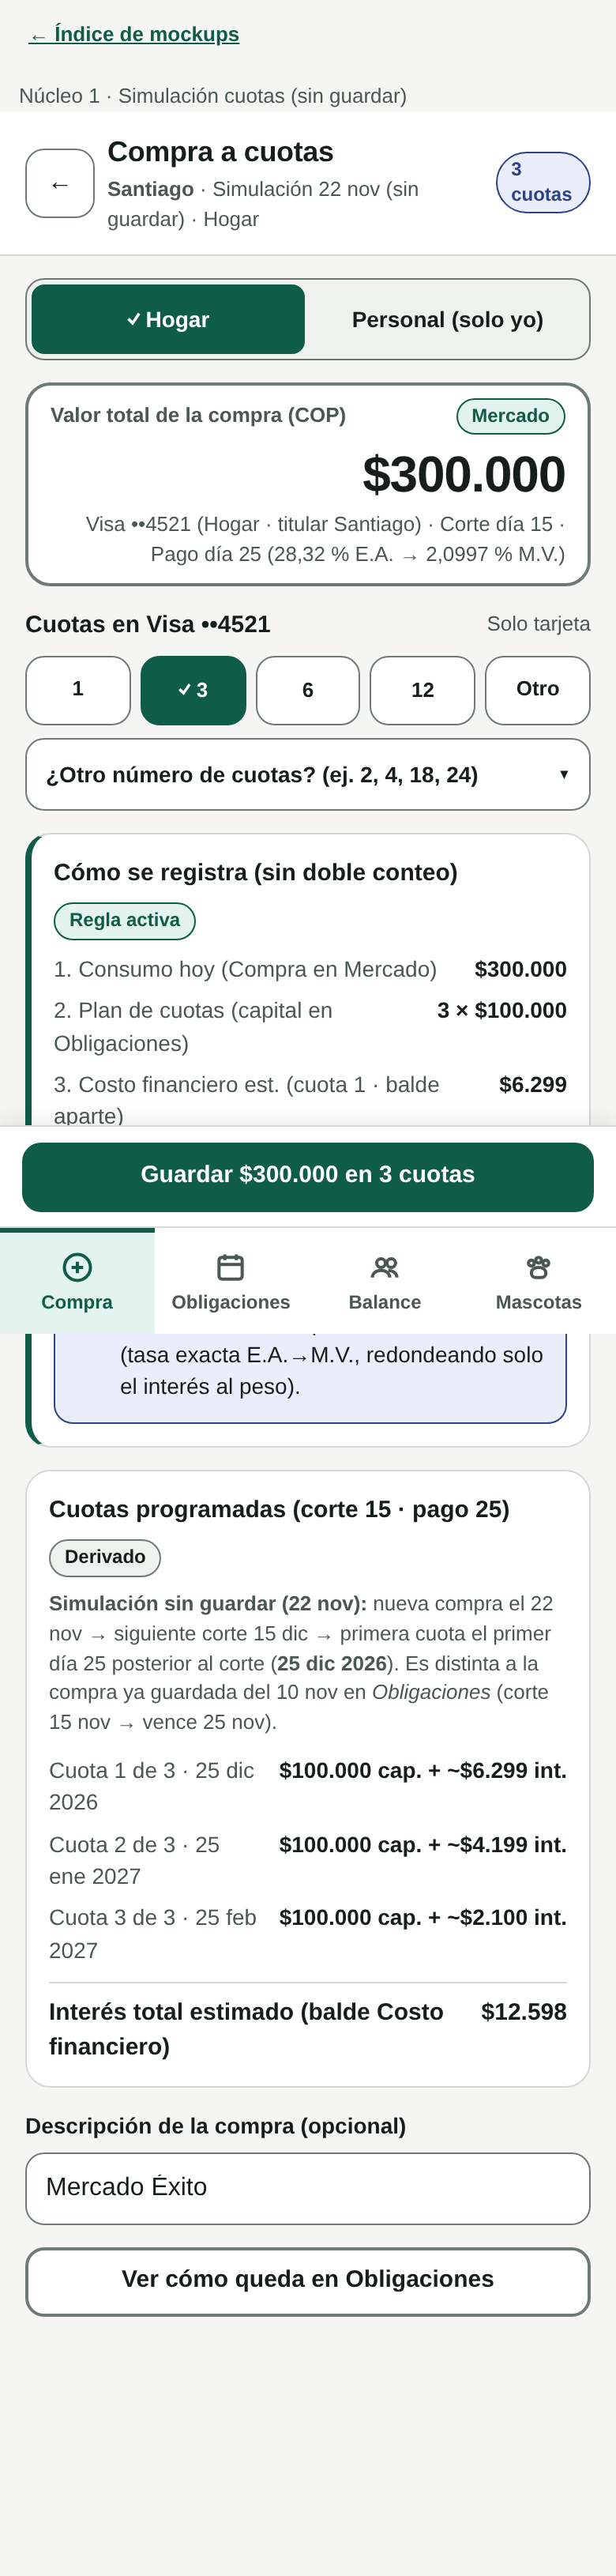 ← Índice de mockups
Núcleo 1 · Simulación cuotas (sin guardar)
←
Compra a cuotas
Santiago · Simulación 22 nov (sin
guardar) · Hogar
3
cuotas
✓ Hogar
Personal (solo yo)
Valor total de la compra (COP)
Mercado
$300.000
Visa ••4521 (Hogar · titular Santiago) · Corte día 15 ·
Pago día 25 (28,32 % E.A. → 2,0997 % M.V.)
Cuotas en Visa ••4521
Solo tarjeta
1
✓ 3
6
12
Otro
¿Otro número de cuotas? (ej. 2, 4, 18, 24)
▼
Cómo se registra (sin doble conteo)
Regla activa
1. Consumo hoy (Compra en Mercado) $300.000
2. Plan de cuotas (capital en 3 × $100.000
Obligaciones)
3. Costo financiero est. (cuota 1 · balde $6.299
aparte)
Guardar $300.000 en 3 cuotas
Compra
Obligaciones
Balance
Mascotas
(tasa exacta E.A.→M.V., redondeando solo
el interés al peso).
Cuotas programadas (corte 15 · pago 25)
Derivado
Simulación sin guardar (22 nov): nueva compra el 22
nov → siguiente corte 15 dic → primera cuota el primer
día 25 posterior al corte (25 dic 2026). Es distinta a la
compra ya guardada del 10 nov en Obligaciones (corte
15 nov → vence 25 nov).
Cuota 1 de 3 · 25 dic $100.000 cap. + ~$6.299 int.
2026
Cuota 2 de 3 · 25 $100.000 cap. + ~$4.199 int.
ene 2027
Cuota 3 de 3 · 25 feb $100.000 cap. + ~$2.100 int.
2027
Interés total estimado (balde Costo $12.598
financiero)
Descripción de la compra (opcional)
Mercado Éxito
Ver cómo queda en Obligaciones